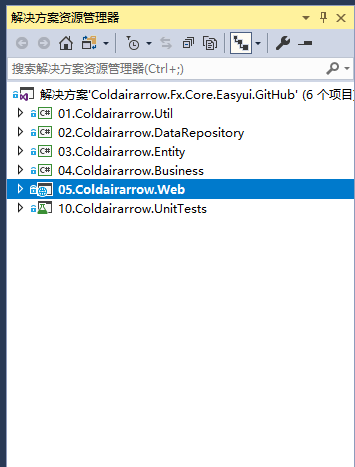 解决方案资源管理器
搜索解决方案资源管理器(Ctrl+;)
解决方案'Coldairarrow.Fx.Core.Easyui.GitHub' (6 个项目
C# 01.Coldairarrow.Util
C# 02.Coldairarrow.DataRepository
C# 03.Coldairarrow.Entity
C# 04.Coldairarrow.Business
05.Coldairarrow.Web
10.Coldairarrow.UnitTests